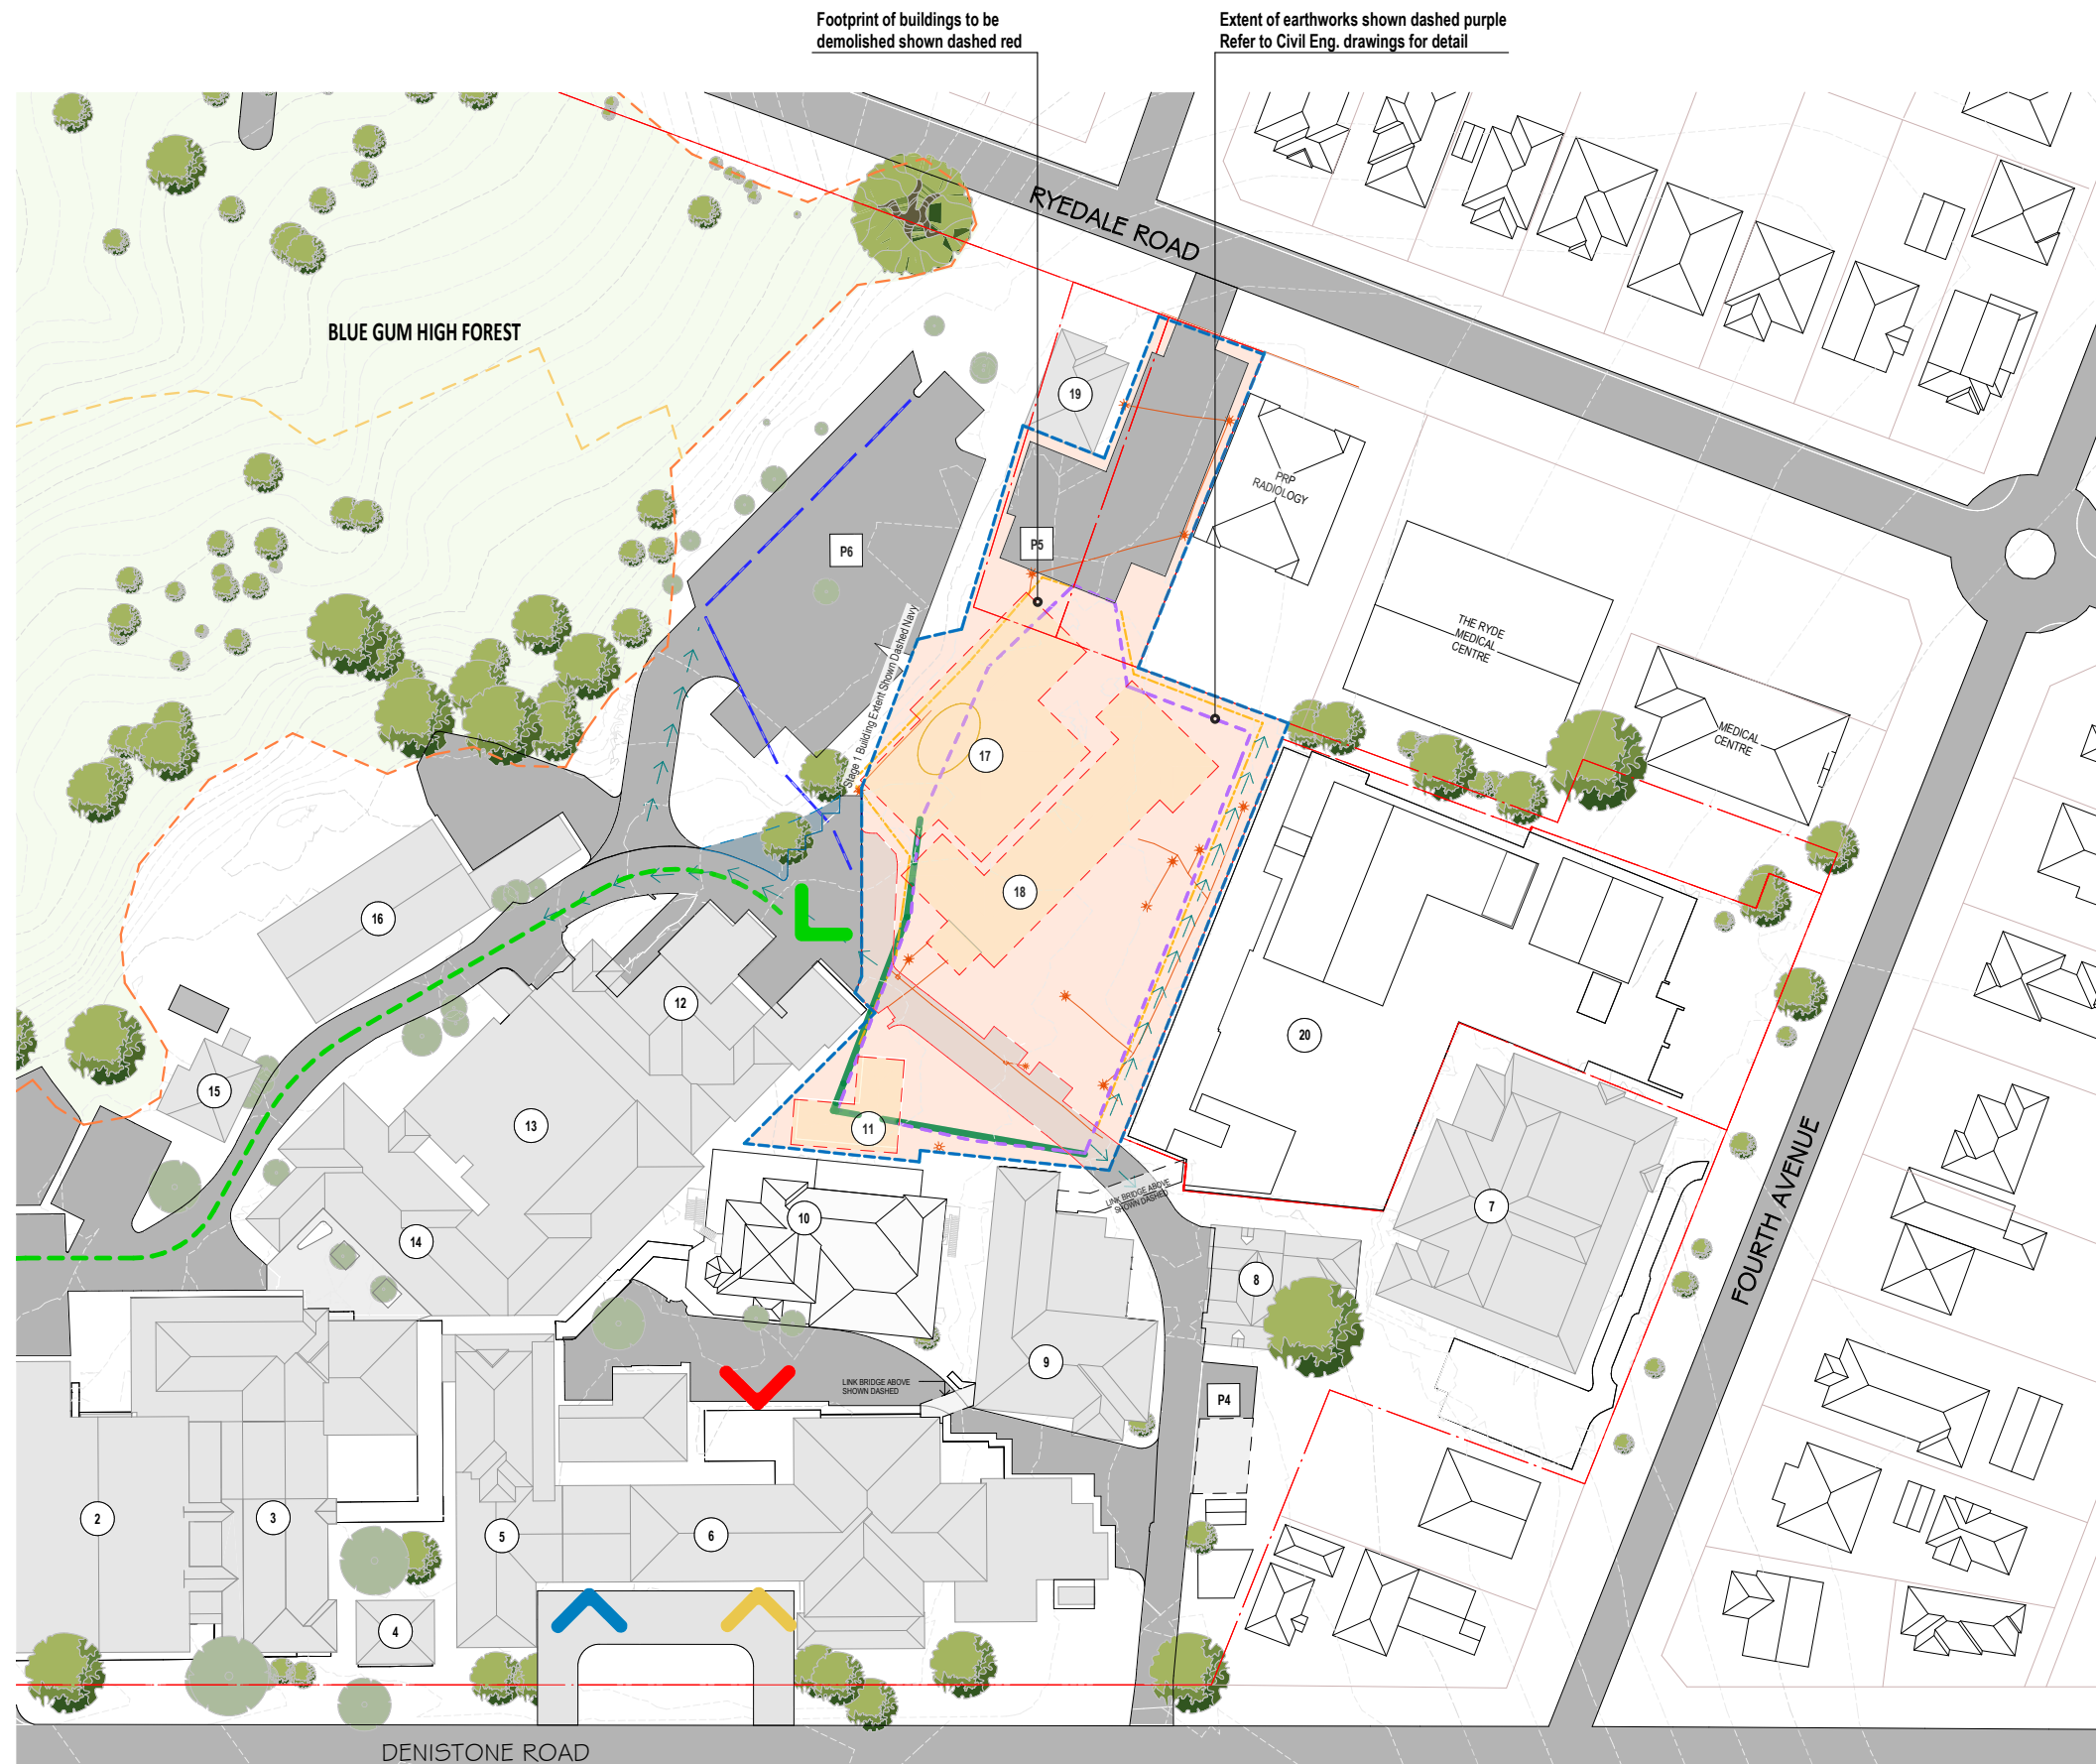 Footprint of buildings to be
demolished shown dashed red
Extent of earthworks shown dashed purple
Refer to Civil Eng. drawings for detail
RYEDALE ROAD
BLUE GUM HIGH FOREST
19
PRP
RADIOLOGY
P6
P5
THE RYDE
MEDICAL
CENTRE
Stage 1 Building Extent Shown Dashed Navy
MEDICAL
CENTRE
17
18
16
12
20
15
13
11
FOURTH AVENUE
LINK BRIDGE ABOVE
SHOWN DASHED
7
10
14
8
9
LINK BRIDGE ABOVE
SHOWN DASHED
P4
2
3
5
6
4
DENISTONE ROAD